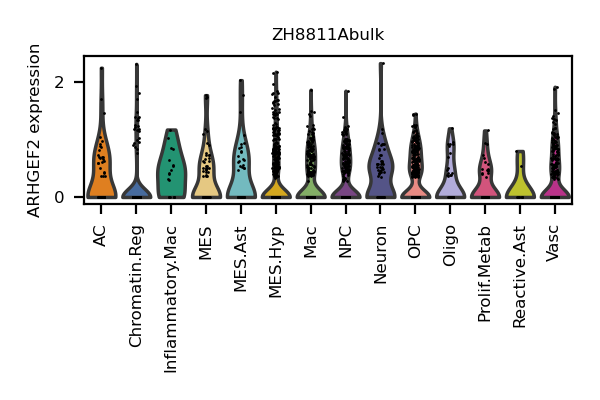 ZH8811Abulk
ARHGEF2 expression
2
0
AC
Chromatin.Reg
Inflammatory.Mac
MES
MES.Ast
MES.Hyp
Mac
NPC
Neuron
OPC
Oligo
Prolif.Metab
Reactive.Ast
Vasc